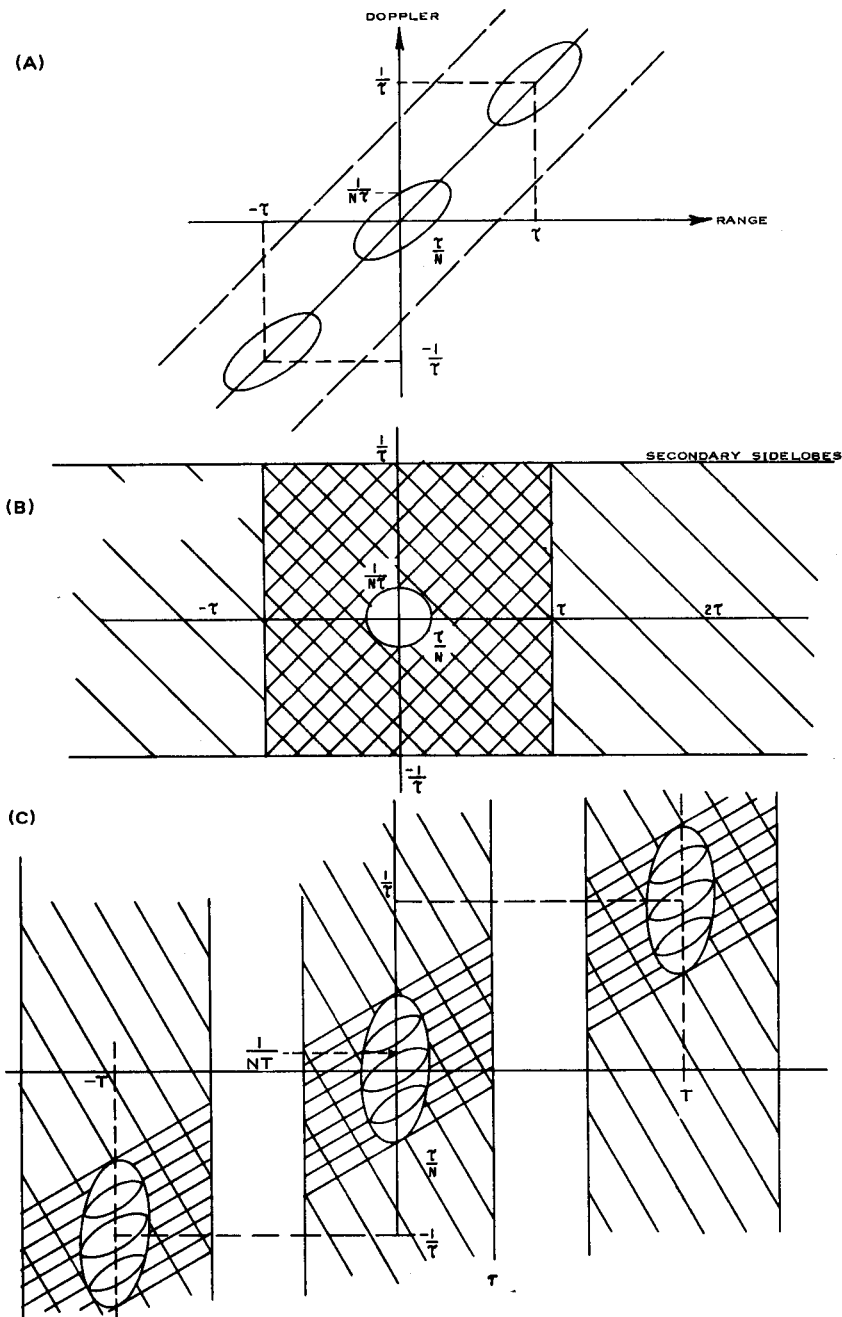 DOPPLER
(A)
1/τ
1/Nτ
-τ
RANGE
τ
τ/N
-1/τ
1/τ
SECONDARY SIDELOBES
(B)
1/Nτ
-τ
τ
2τ
τ/N
-1/τ
(C)
1/τ
1/NT
-T
T
τ/N
-1/τ
τ